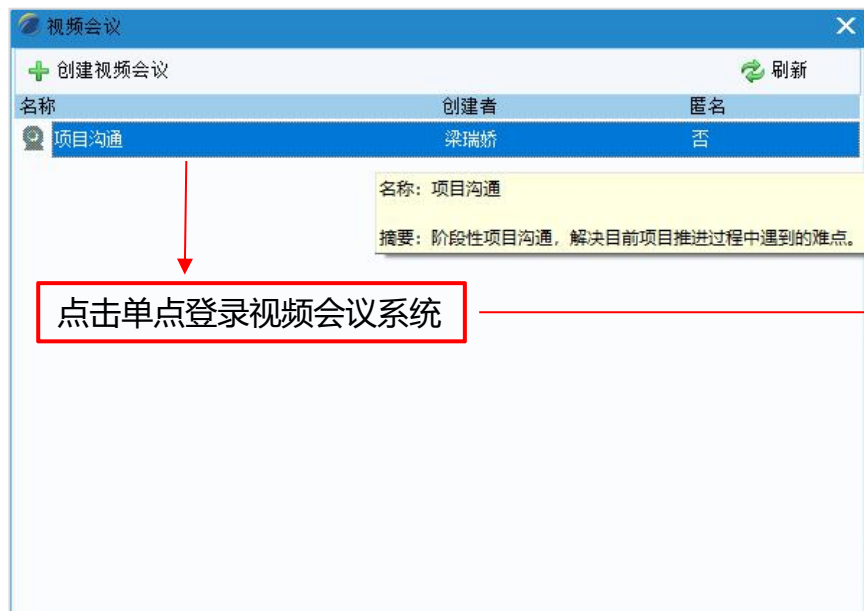 视频会议
创建视频会议 刷新
名称 创建者 匿名
项目沟通 梁瑞娇 否
名称：项目沟通
摘要：阶段性项目沟通，解决目前项目推进过程中遇到的难点。
点击单点登录视频会议系统